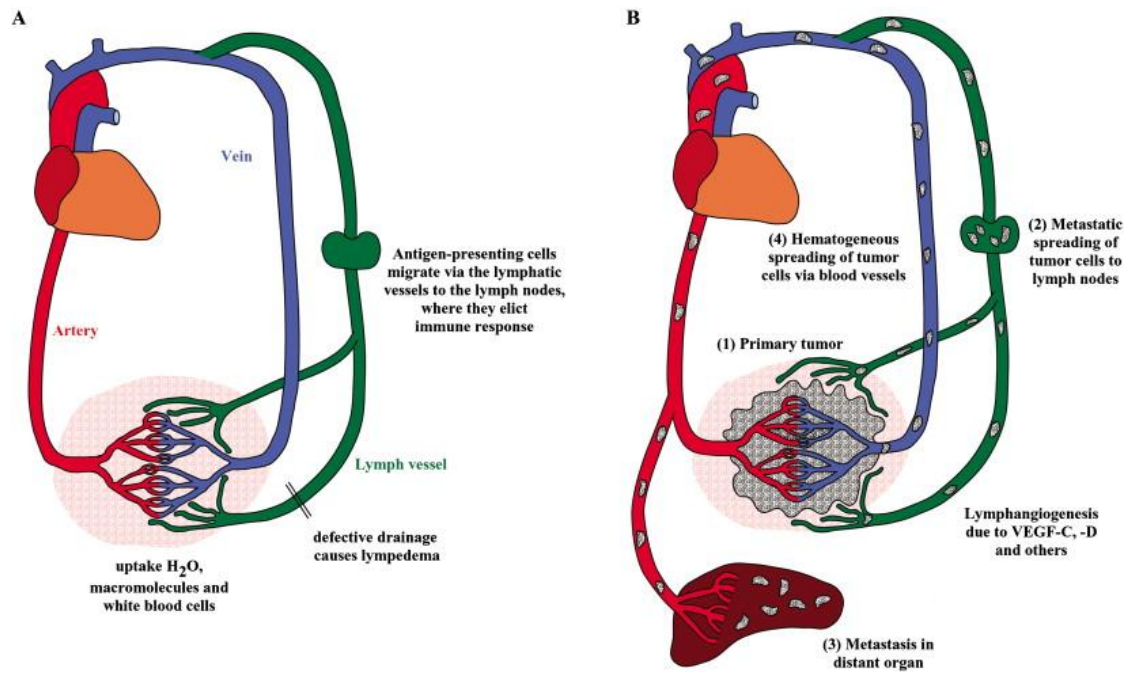 A
Vein
Antigen-presenting cells
migrate via the lymphatic
vessels to the lymph nodes,
where they elict
immune response
Artery
Lymph vessel
defective drainage
causes lympedema
uptake H₂O,
macromolecules and
white blood cells
B
(4) Hematogeneous
spreading of tumor
cells via blood vessels
(2) Metastatic
spreading of
tumor cells to
lymph nodes
(1) Primary tumor
Lymphangiogenesis
due to VEGF-C, -D
and others
(3) Metastasis in
distant organ